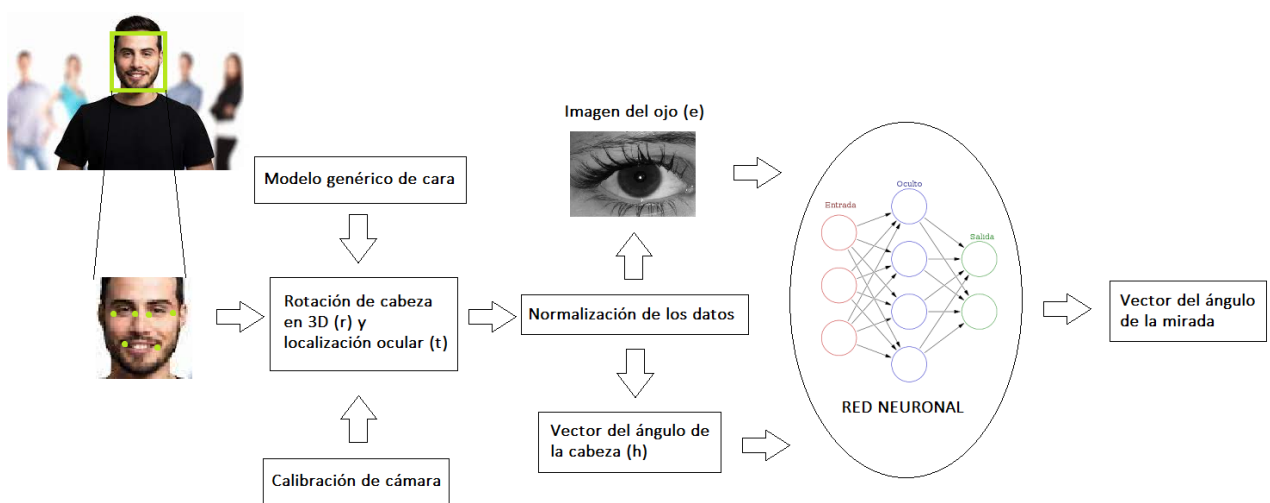 Imagen del ojo (e)
Modelo genérico de cara
Oculto
Entrada
Salida
Rotación de cabeza
en 3D (r) y
localización ocular (t)
Normalización de los datos
Vector del ángulo
de la mirada
RED NEURONAL
Vector del ángulo de
la cabeza (h)
Calibración de cámara